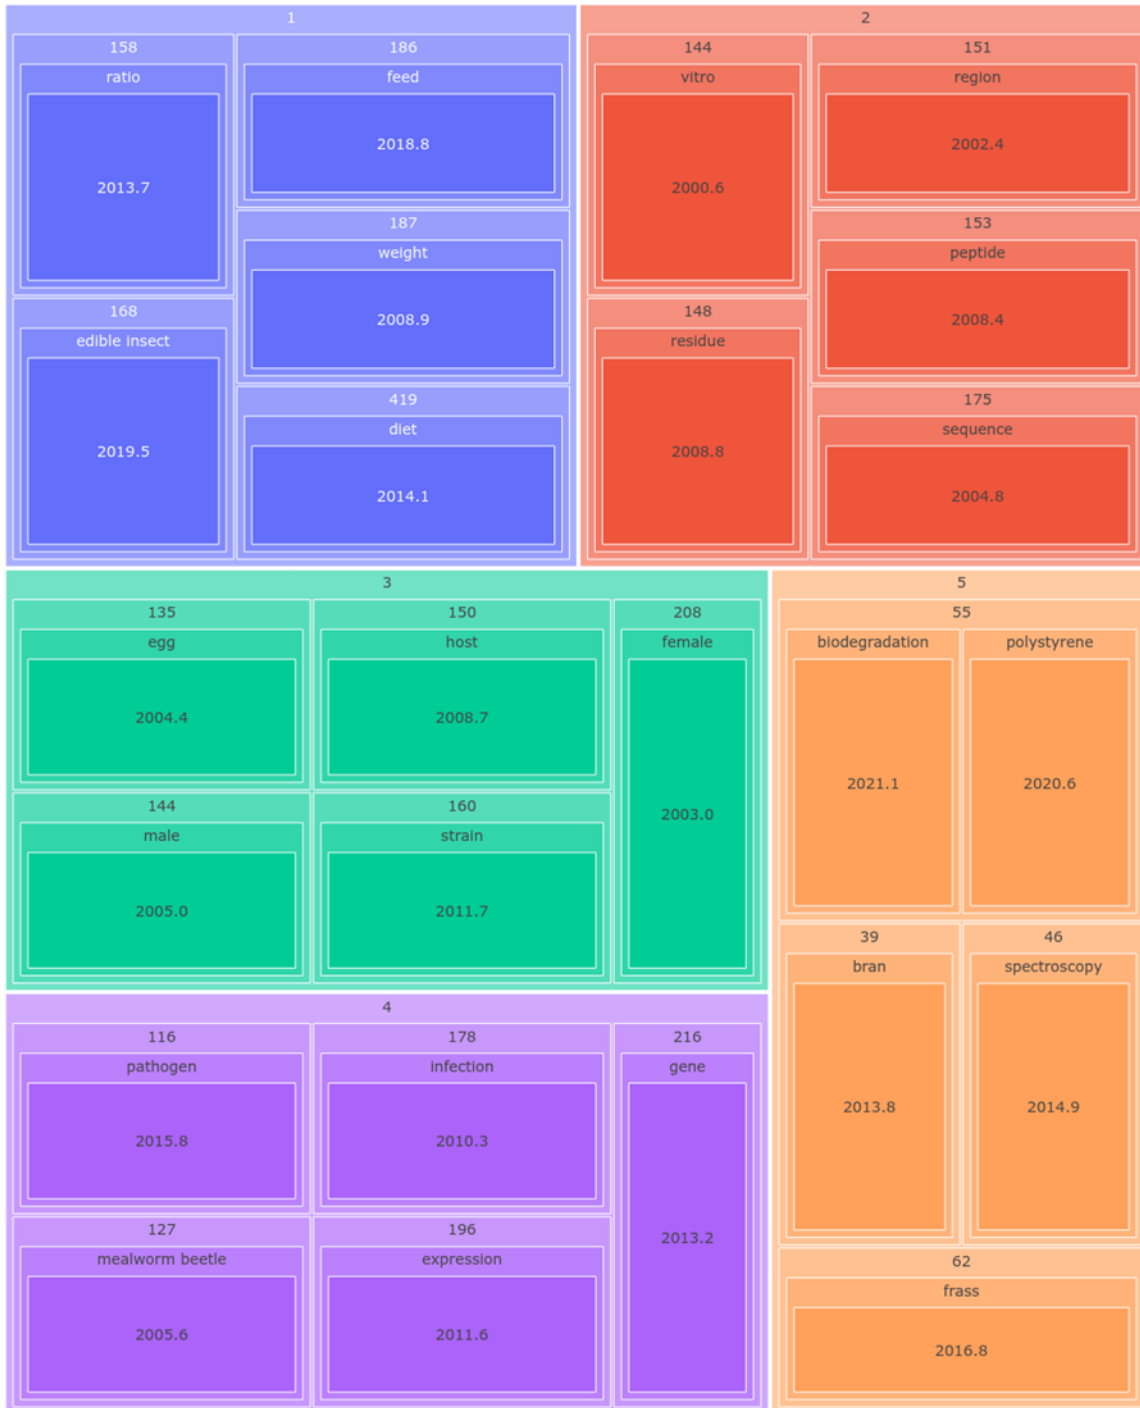 1
158
ratio
2013.7
186
feed
2018.8
187
weight
2008.9
168
edible insect
2019.5
419
diet
2014.1
2
144
vitro
2000.6
151
region
2002.4
153
peptide
2008.4
148
residue
2008.8
175
sequence
2004.8
3
135
egg
2004.4
150
host
2008.7
208
female
2003.0
144
male
2005.0
160
strain
2011.7
5
55
biodegradation
2021.1
polystyrene
2020.6
39
bran
2013.8
46
spectroscopy
2014.9
62
frass
2016.8
4
116
pathogen
2015.8
178
infection
2010.3
216
gene
2013.2
127
mealworm beetle
2005.6
196
expression
2011.6